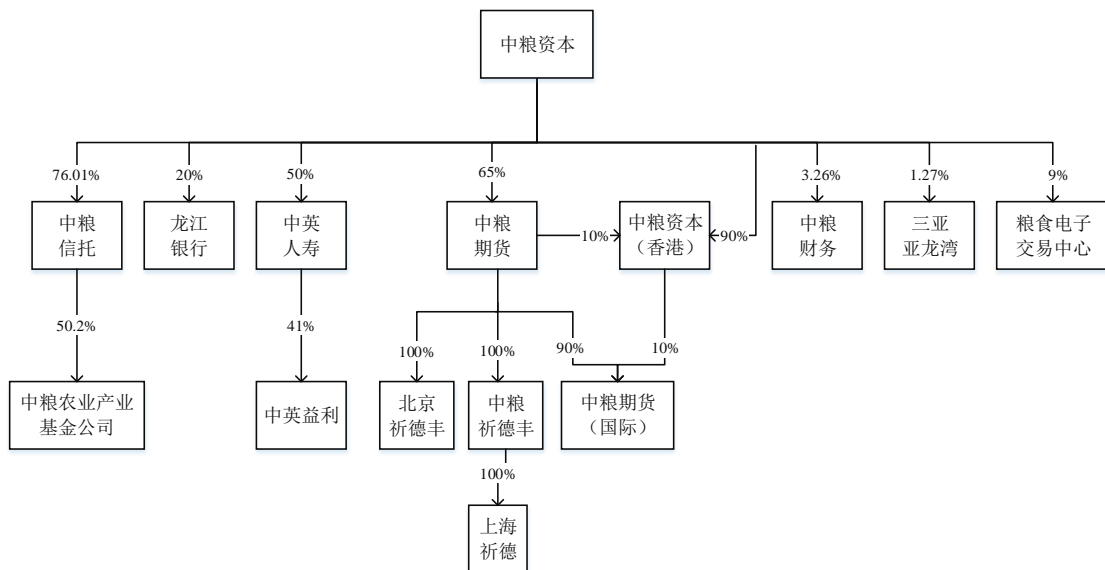 中粮资本
76.01%
20%
50%
65%
3.26%
1.27%
9%
中粮
信托
龙江
银行
中英
人寿
中粮
期货
10%
中粮资本
（香港）
90%
中粮
财务
三亚
亚龙湾
粮食电子
交易中心
50.2%
41%
100%
100%
90%
10%
中粮农业产业
基金公司
中英益利
北京
祈德丰
中粮
祈德丰
中粮期货
（国际）
100%
上海
祈德